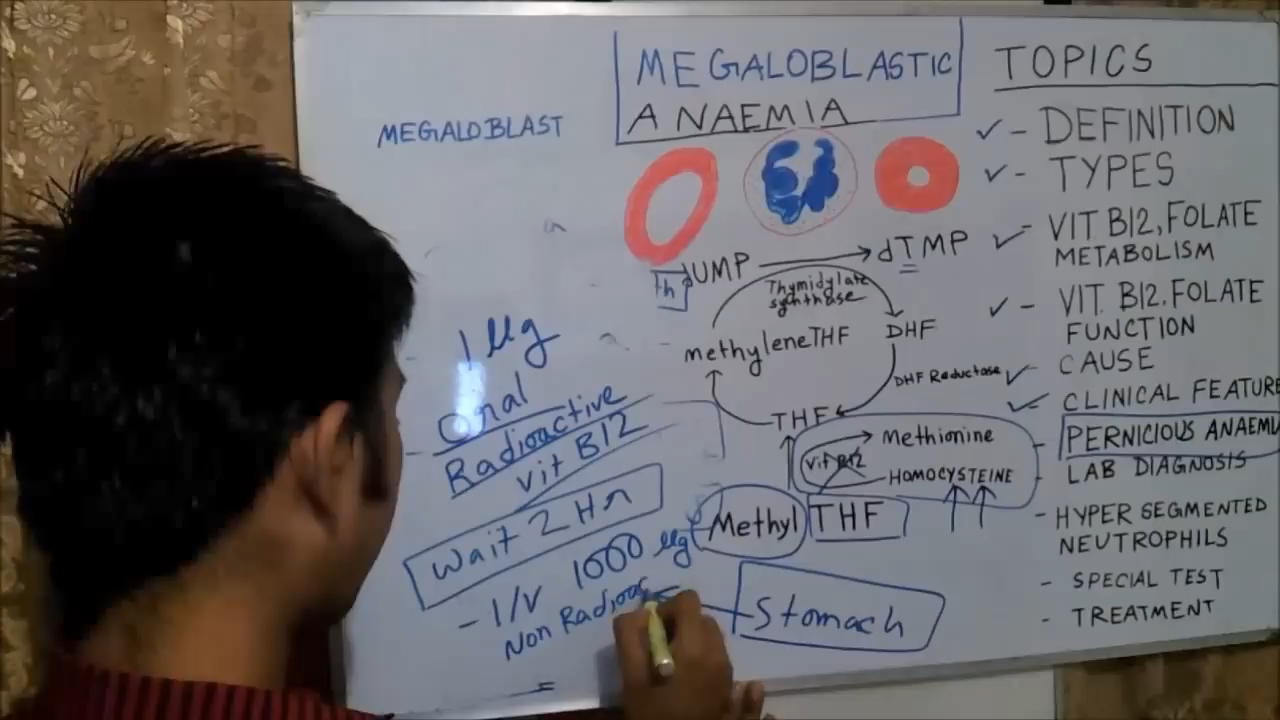 MEGALOBLASTIC
ANAEMIA
MEGALOBLAST
dUMP
dTMP
Th
Thymidylate
synthase
methyleneTHF
DHF
DHF Reductase
THF
Methionine
Vit B12
HOMOCYSTEINE
Methyl THF
Stomach
1 μg
Oral
Radioactive
vit B12
Wait 2 Hr
- I/V 1000 μg
Non Radioac
TOPICS
✓ - DEFINITION
✓ - TYPES
✓ - VIT B12, FOLATE
METABOLISM
✓ - VIT. B12. FOLATE
FUNCTION
✓ CAUSE
✓ CLINICAL FEATURE
- PERNICIOUS ANAEMI
LAB DIAGNOSIS
- HYPER SEGMENTED
NEUTROPHILS
- SPECIAL TEST
- TREATMENT